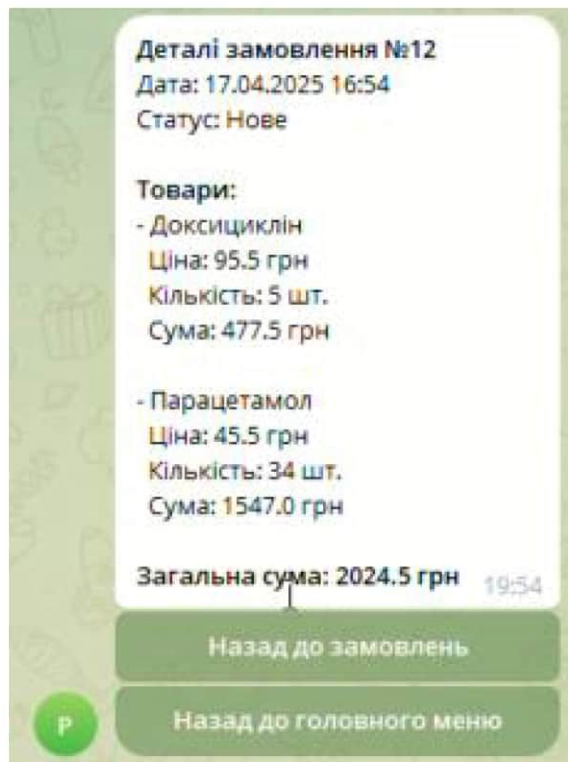 Деталі замовлення №12
Дата: 17.04.2025 16:54
Статус: Нове
Товари:
- Доксициклін
Ціна: 95.5 грн
Кількість: 5 шт.
Сума: 477.5 грн
- Парацетамол
Ціна: 45.5 грн
Кількість: 34 шт.
Сума: 1547.0 грн
Загальна сума: 2024.5 грн 19:54
Назад до замовлень
P Назад до головного меню